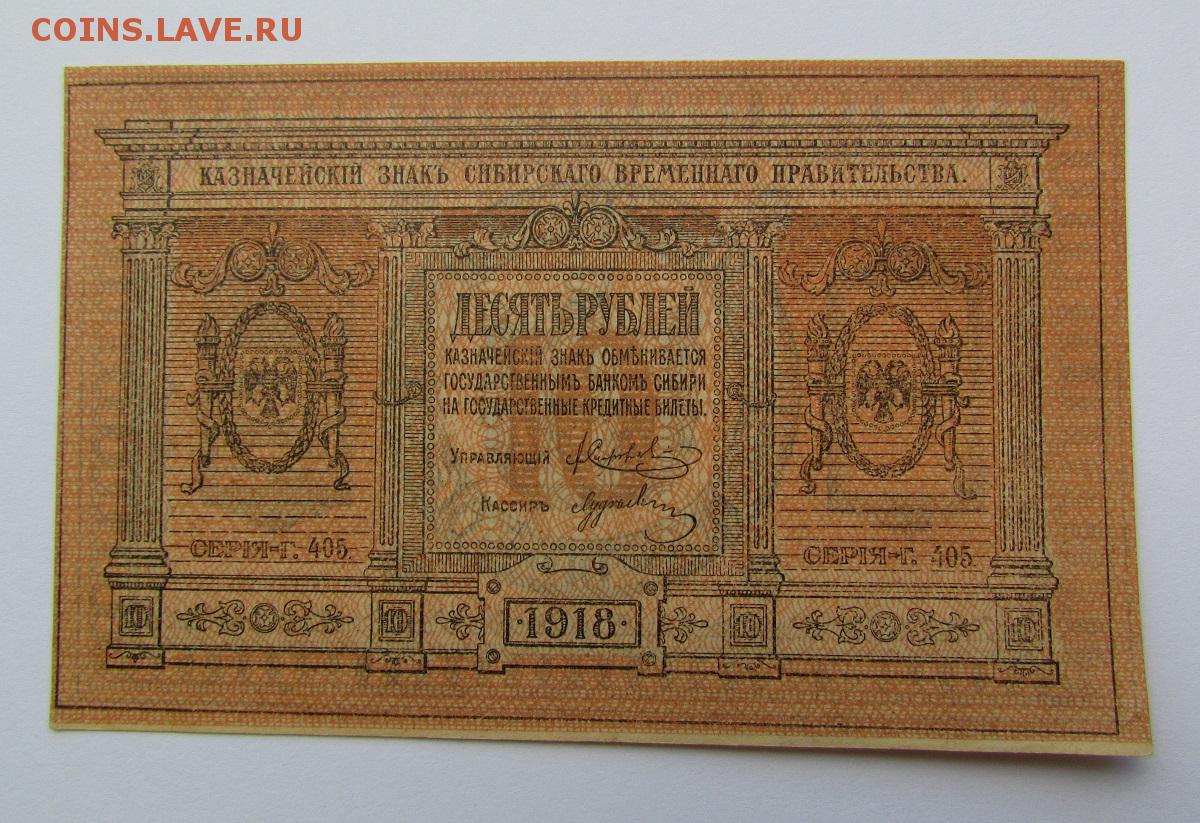 COINS.LAVE.RU
КАЗНАЧЕЙСКІЙ ЗНАКЪ СИБИРСКАГО ВРЕМЕННАГО ПРАВИТЕЛЬСТВА.
ДЕСЯТЬ РУБЛЕЙ
КАЗНАЧЕЙСКІЙ ЗНАКЪ ОБМѢНИВАЕТСЯ
ГОСУДАРСТВЕННЫМЪ БАНКОМЪ СИБИРИ
НА ГОСУДАРСТВЕННЫЕ КРЕДИТНЫЕ БИЛЕТЫ.
10
УПРАВЛЯЮЩІЙ
КАССИРЪ
СЕРІЯ-Г. 405.
СЕРІЯ-Г. 405.
10
10
·1918·
10
10